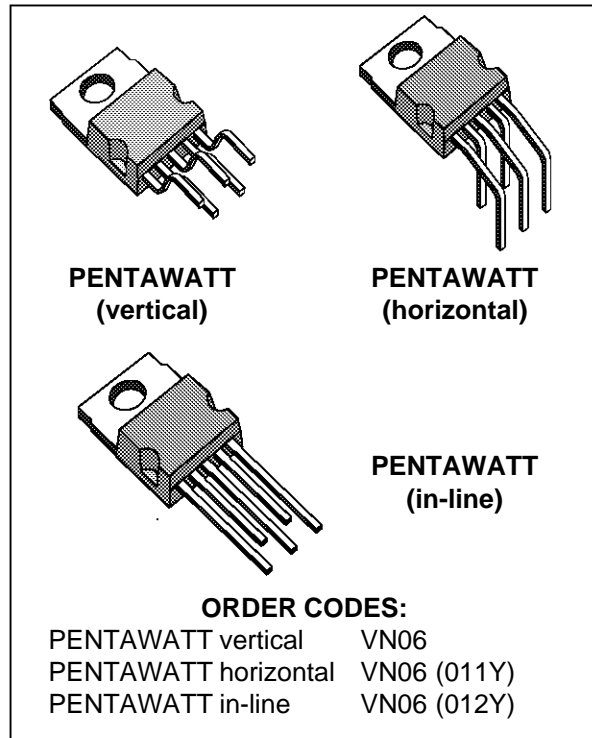 PENTAWATT
(vertical)
PENTAWATT
(horizontal)
PENTAWATT
(in-line)
ORDER CODES:
PENTAWATT vertical VN06
PENTAWATT horizontal VN06 (011Y)
PENTAWATT in-line VN06 (012Y)